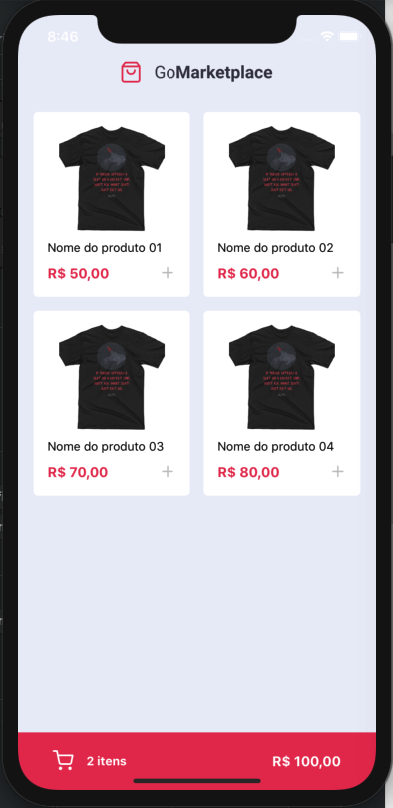 8:46
GoMarketplace
Nome do produto 01
R$ 50,00
Nome do produto 02
R$ 60,00
Nome do produto 03
R$ 70,00
Nome do produto 04
R$ 80,00
2 itens
R$ 100,00